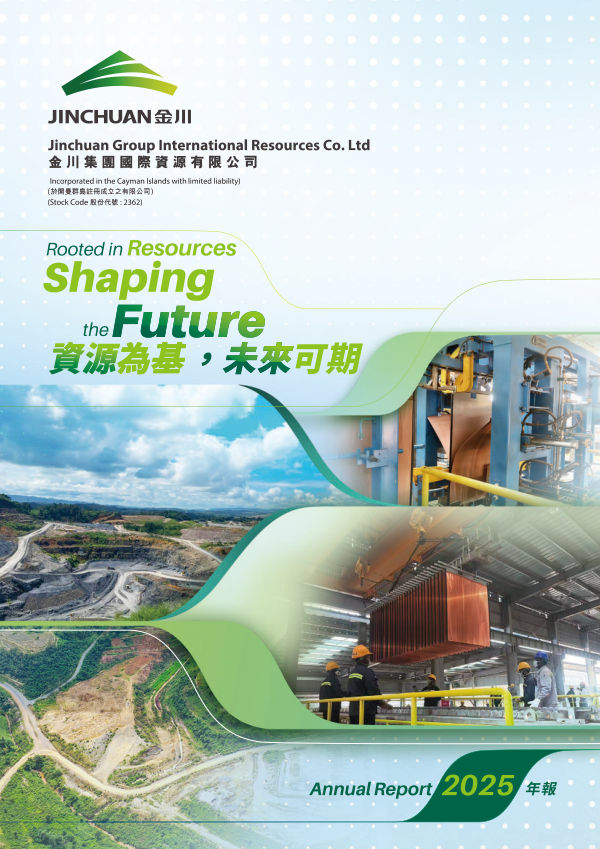 JINCHUAN金川
Jinchuan Group International Resources Co. Ltd
金川集團國際資源有限公司
Incorporated in the Cayman Islands with limited liability)
(於開曼群島註冊成立之有限公司)
(Stock Code 股份代號 : 2362)
Rooted in Resources
Shaping
the Future
資源為基，未來可期
Annual Report 2025 年報